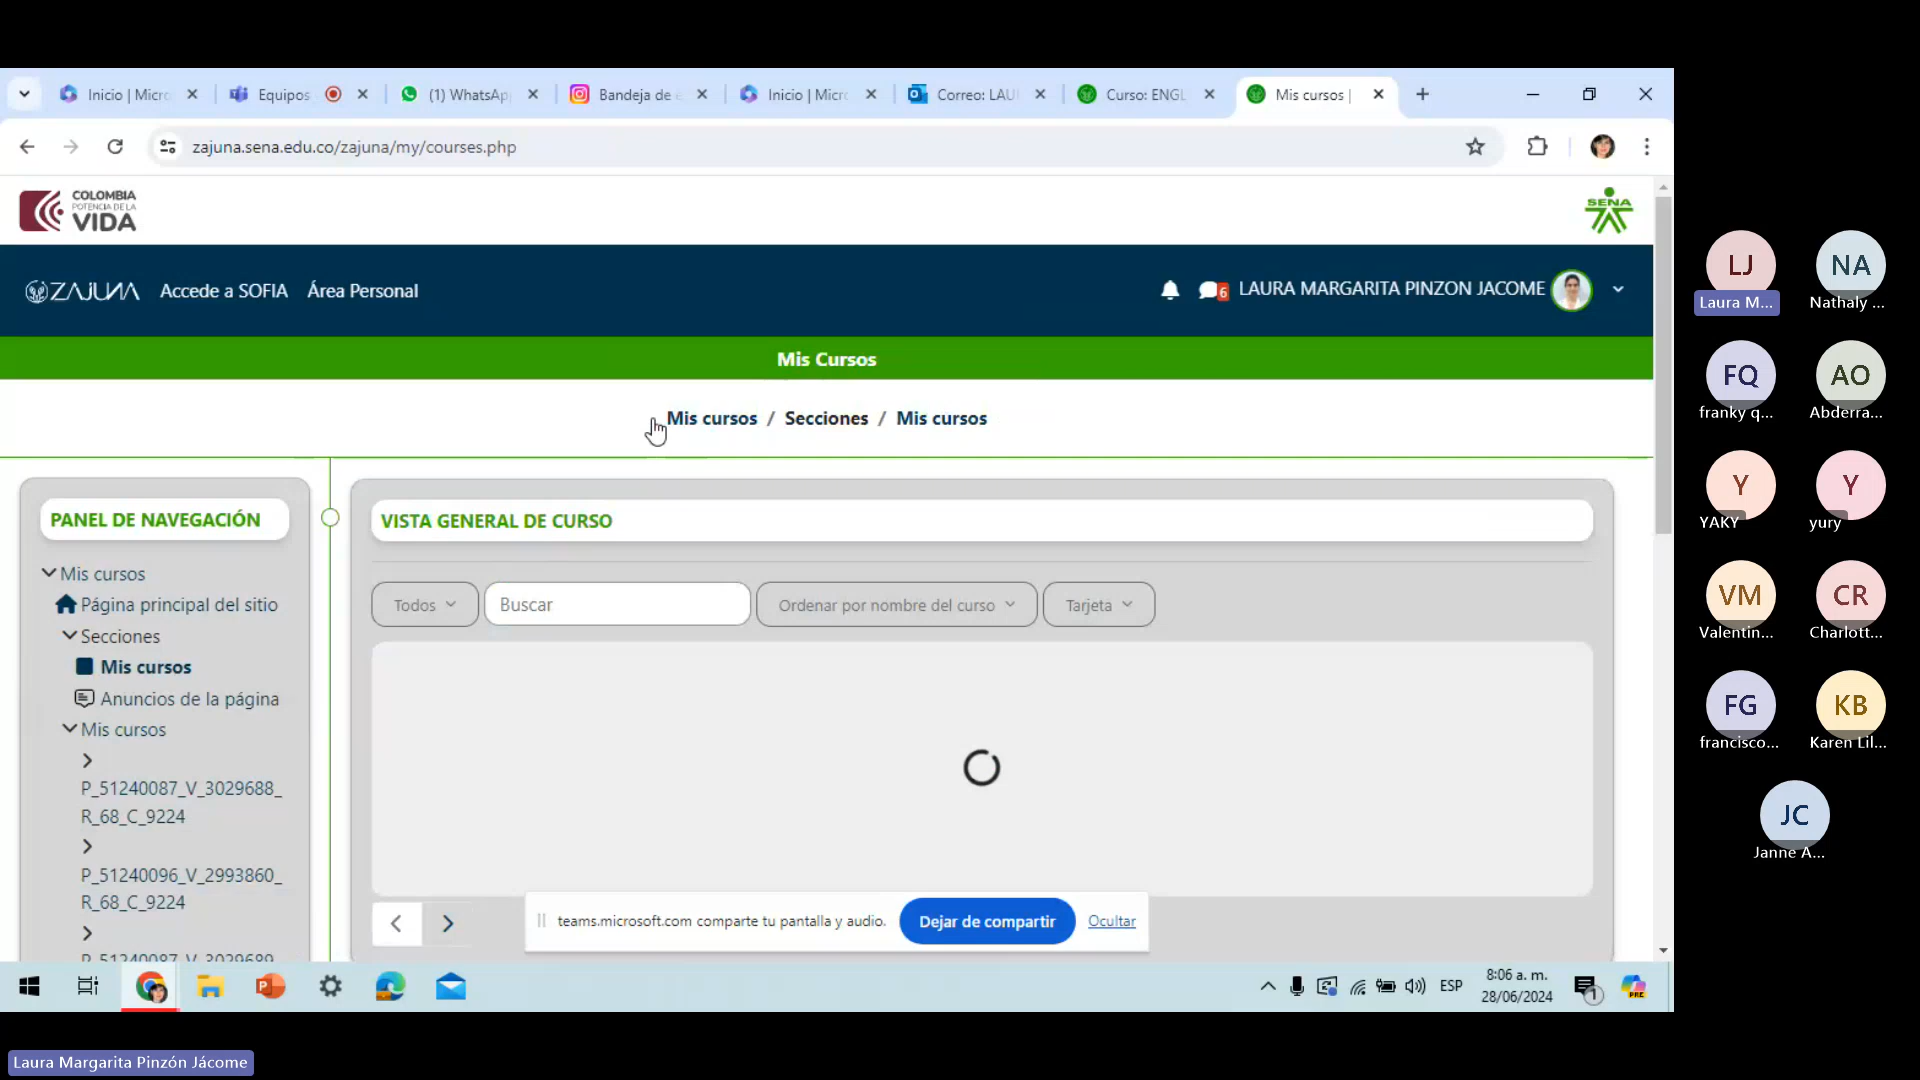 Inicio | Micro
Equipos
(1) WhatsAp
Bandeja de e
Inicio | Micro
Correo: LAU
Curso: ENGL
Mis cursos |
zajuna.sena.edu.co/zajuna/my/courses.php
COLOMBIA
POTENCIA DE LA
VIDA
SENA
ZAJUNA
Accede a SOFIA
Área Personal
6
LAURA MARGARITA PINZON JACOME
Mis Cursos
Mis cursos / Secciones / Mis cursos
PANEL DE NAVEGACIÓN
Mis cursos
Página principal del sitio
Secciones
Mis cursos
Anuncios de la página
Mis cursos
P_51240087_V_3029688_
R_68_C_9224
P_51240096_V_2993860_
R_68_C_9224
P_51240087_V_3029689_
VISTA GENERAL DE CURSO
Todos
Buscar
Ordenar por nombre del curso
Tarjeta
teams.microsoft.com comparte tu pantalla y audio.
Dejar de compartir
Ocultar
ESP
8:06 a. m.
28/06/2024
1
PRE
LJ
Laura M...
NA
Nathaly ...
FQ
franky q...
AO
Abderra...
Y
YAKY
Y
yury
VM
Valentin...
CR
Charlott...
FG
francisco...
KB
Karen Lil...
JC
Janne A...
Laura Margarita Pinzón Jácome